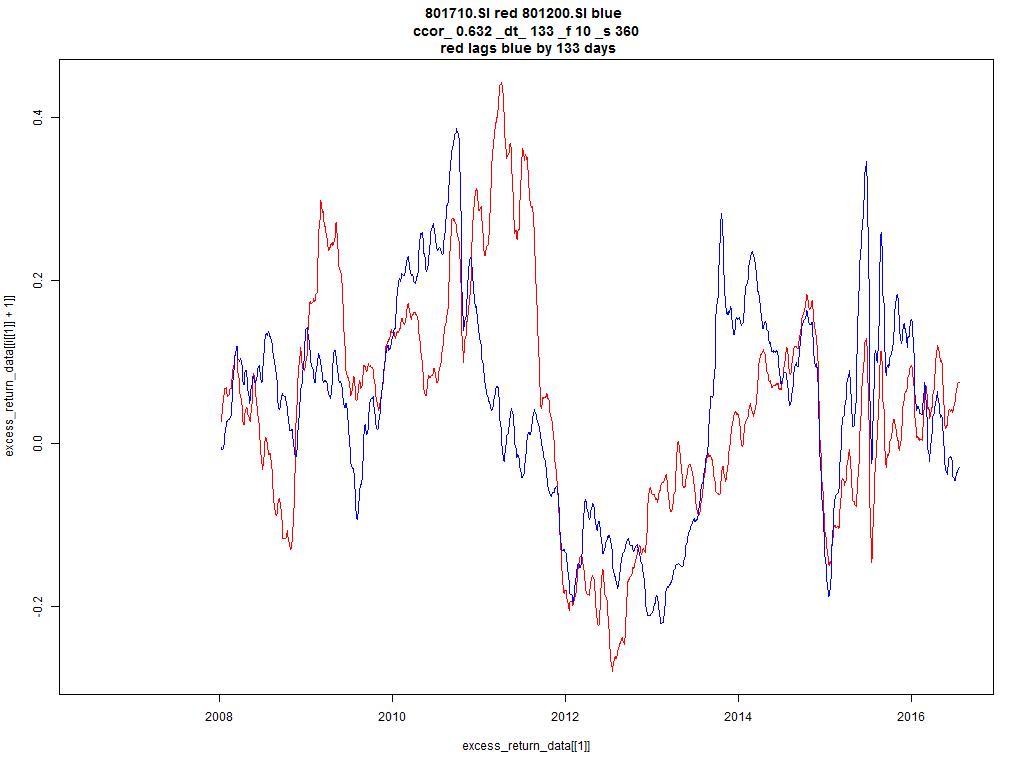 801710.SI red 801200.SI blue
ccor_ 0.632 _dt_ 133 _f 10 _s 360
red lags blue by 133 days
0.4
0.2
0.0
-0.2
excess_return_data[[i[[1]] + 1]]
2008 2010 2012 2014 2016
excess_return_data[[1]]